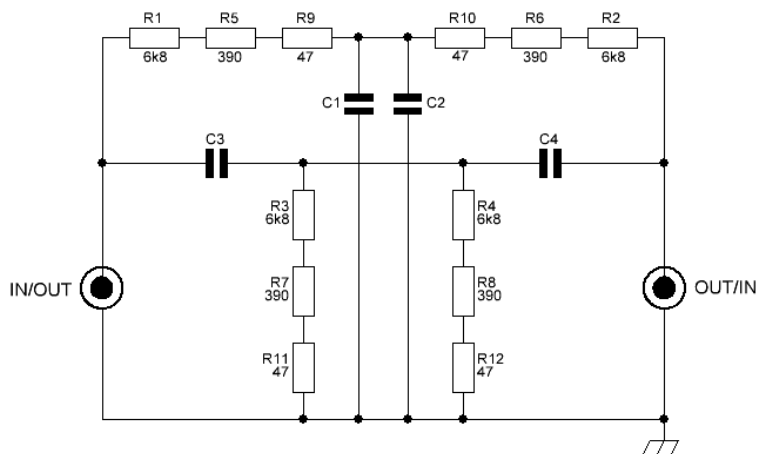 R1
R5
R9
R10
R6
R2
6k8
390
47
47
390
6k8
C1
C2
C3
C4
R3
6k8
R4
6k8
IN/OUT
R7
390
R8
390
OUT/IN
R11
47
R12
47